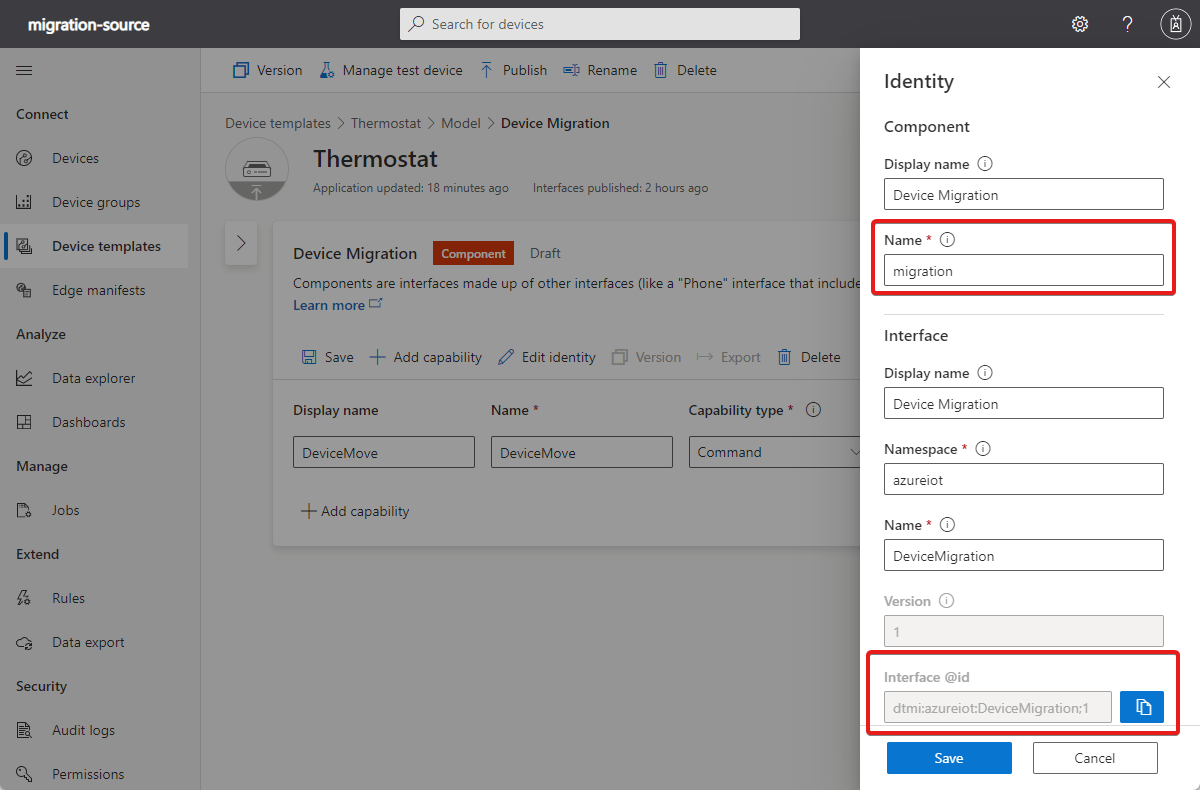 migration-source
Search for devices
?
Connect
Devices
Device groups
Device templates
Edge manifests
Analyze
Data explorer
Dashboards
Manage
Jobs
Extend
Rules
Data export
Security
Audit logs
Permissions
Version Manage test device Publish Rename Delete
Device templates > Thermostat > Model > Device Migration
Thermostat
Application updated: 18 minutes ago Interfaces published: 2 hours ago
Device Migration Component Draft
Components are interfaces made up of other interfaces (like a "Phone" interface that include
Learn more
Save Add capability Edit identity Version Export Delete
Display name Name * Capability type *
DeviceMove DeviceMove Command
Add capability
Identity
Component
Display name
Device Migration
Name *
migration
Interface
Display name
Device Migration
Namespace *
azureiot
Name *
DeviceMigration
Version
1
Interface @id
dtmi:azureiot:DeviceMigration;1
Save Cancel